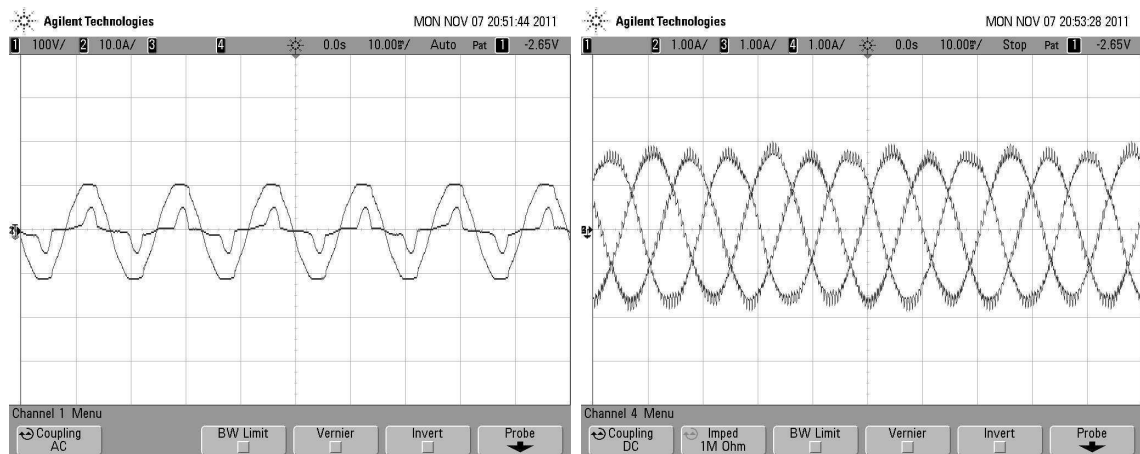 Agilent Technologies
MON NOV 07 20:51:44 2011
1 100V/ 2 10.0A/ 3 4 0.0s 10.00ms/ Auto Pat 1 -2.65V
Channel 1 Menu
Coupling
AC
BW Limit
Vernier
Invert
Probe
Agilent Technologies
MON NOV 07 20:53:28 2011
1 2 1.00A/ 3 1.00A/ 4 1.00A/ 0.0s 10.00ms/ Stop Pat 1 -2.65V
Channel 4 Menu
Coupling
DC
Imped
1M Ohm
BW Limit
Vernier
Invert
Probe